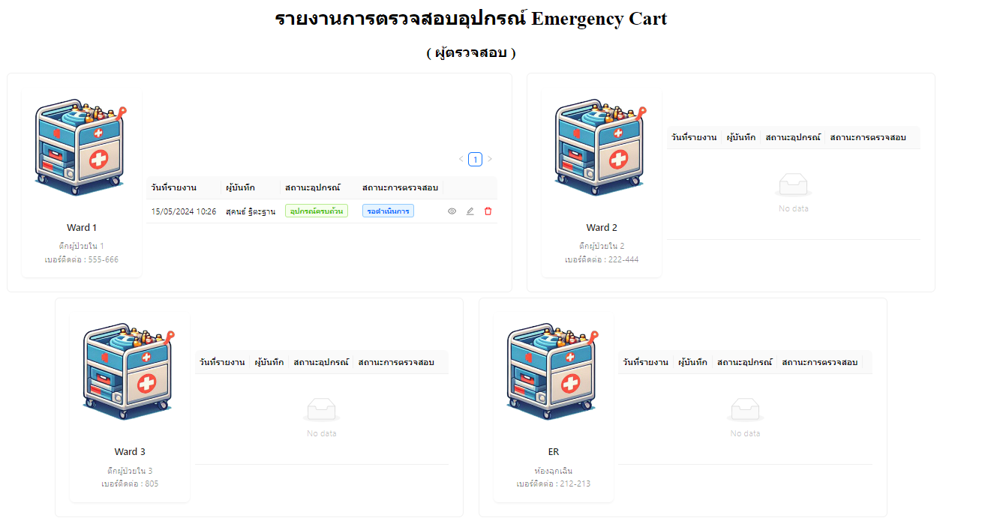 รายงานการตรวจสอบอุปกรณ์ Emergency Cart
( ผู้ตรวจสอบ )
Ward 1
ตึกผู้ป่วยใน 1
เบอร์ติดต่อ : 555-666
< 1 >
วันที่รายงาน ผู้บันทึก สถานะอุปกรณ์ สถานะการตรวจสอบ
15/05/2024 10:26 สุคนธ์ ฐิตะฐาน อุปกรณ์ครบถ้วน รอดำเนินการ
Ward 2
ตึกผู้ป่วยใน 2
เบอร์ติดต่อ : 222-444
วันที่รายงาน ผู้บันทึก สถานะอุปกรณ์ สถานะการตรวจสอบ
No data
Ward 3
ตึกผู้ป่วยใน 3
เบอร์ติดต่อ : 805
วันที่รายงาน ผู้บันทึก สถานะอุปกรณ์ สถานะการตรวจสอบ
No data
ER
ห้องฉุกเฉิน
เบอร์ติดต่อ : 212-213
วันที่รายงาน ผู้บันทึก สถานะอุปกรณ์ สถานะการตรวจสอบ
No data